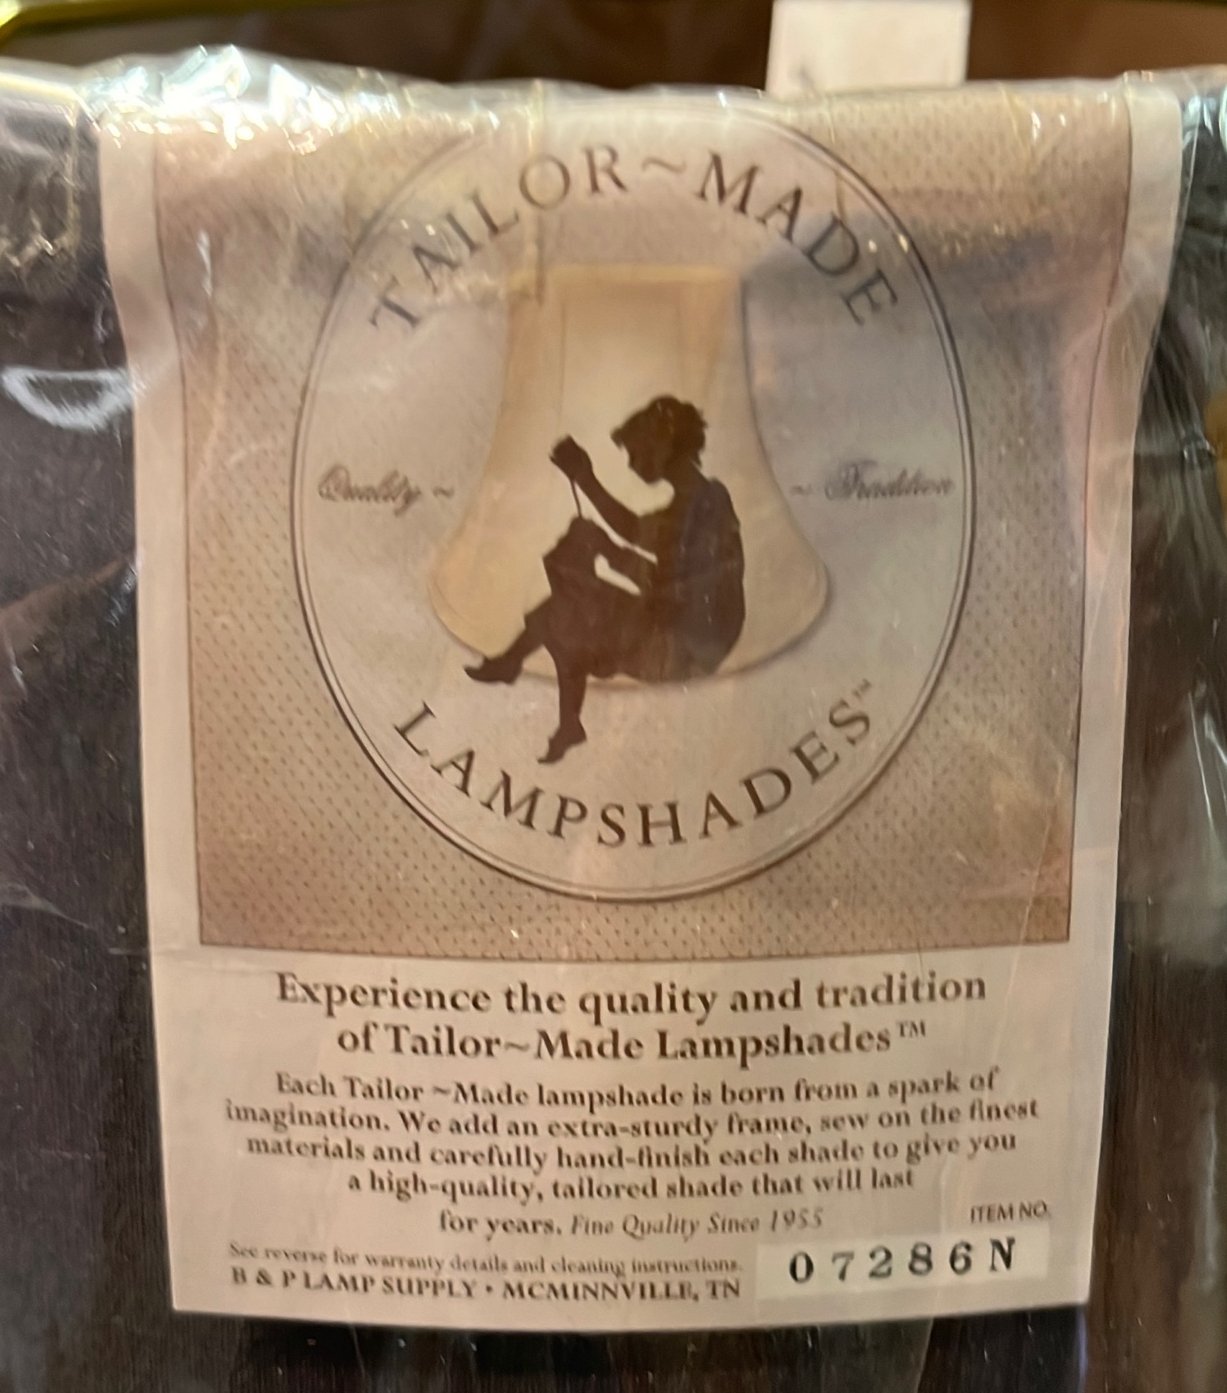 TAILOR~MADE
Quality ~
~ Tradition
LAMPSHADES™
Experience the quality and tradition
of Tailor~Made Lampshades™
Each Tailor ~Made lampshade is born from a spark of
imagination. We add an extra-sturdy frame, sew on the finest
materials and carefully hand-finish each shade to give you
a high-quality, tailored shade that will last
for years. Fine Quality Since 1955
ITEM NO.
See reverse for warranty details and cleaning instructions.
07286N
B & P LAMP SUPPLY • MCMINNVILLE, TN